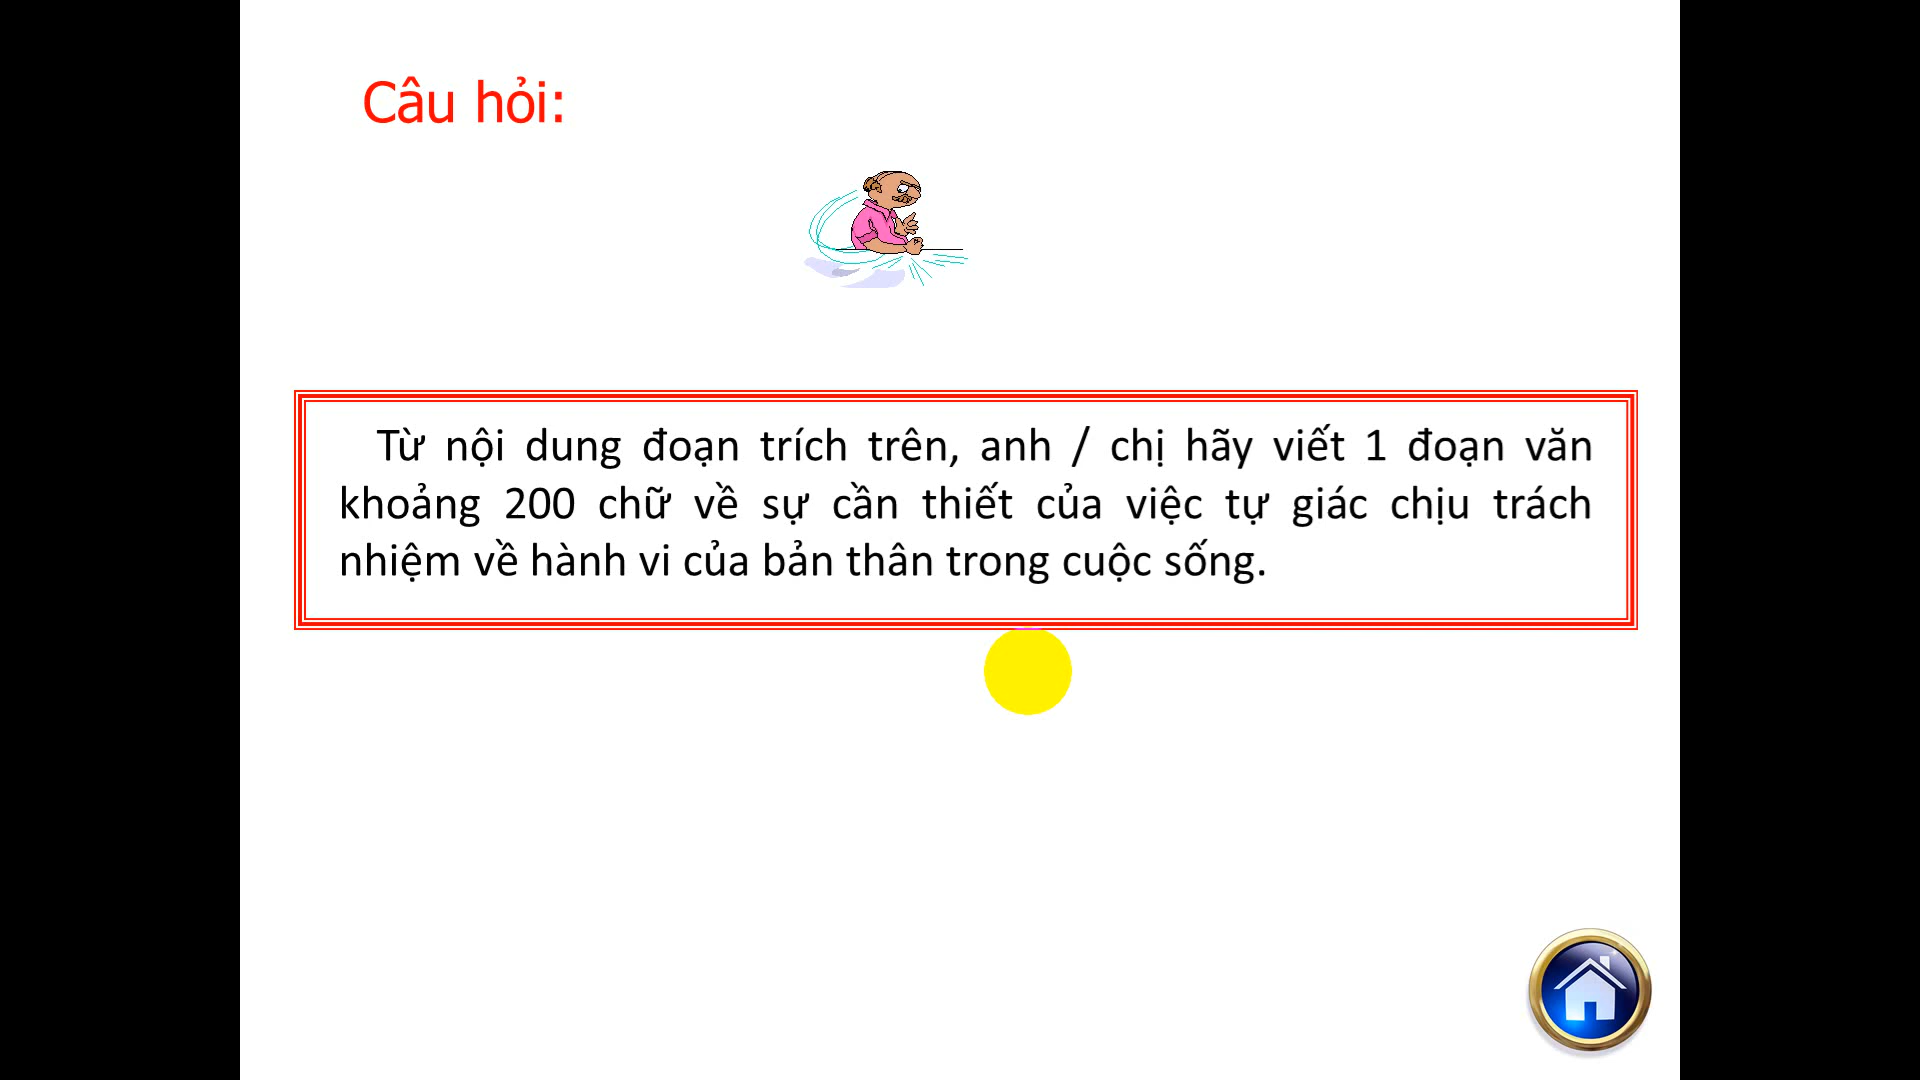 Câu hỏi:
Từ nội dung đoạn trích trên, anh / chị hãy viết 1 đoạn văn
khoảng 200 chữ về sự cần thiết của việc tự giác chịu trách
nhiệm về hành vi của bản thân trong cuộc sống.